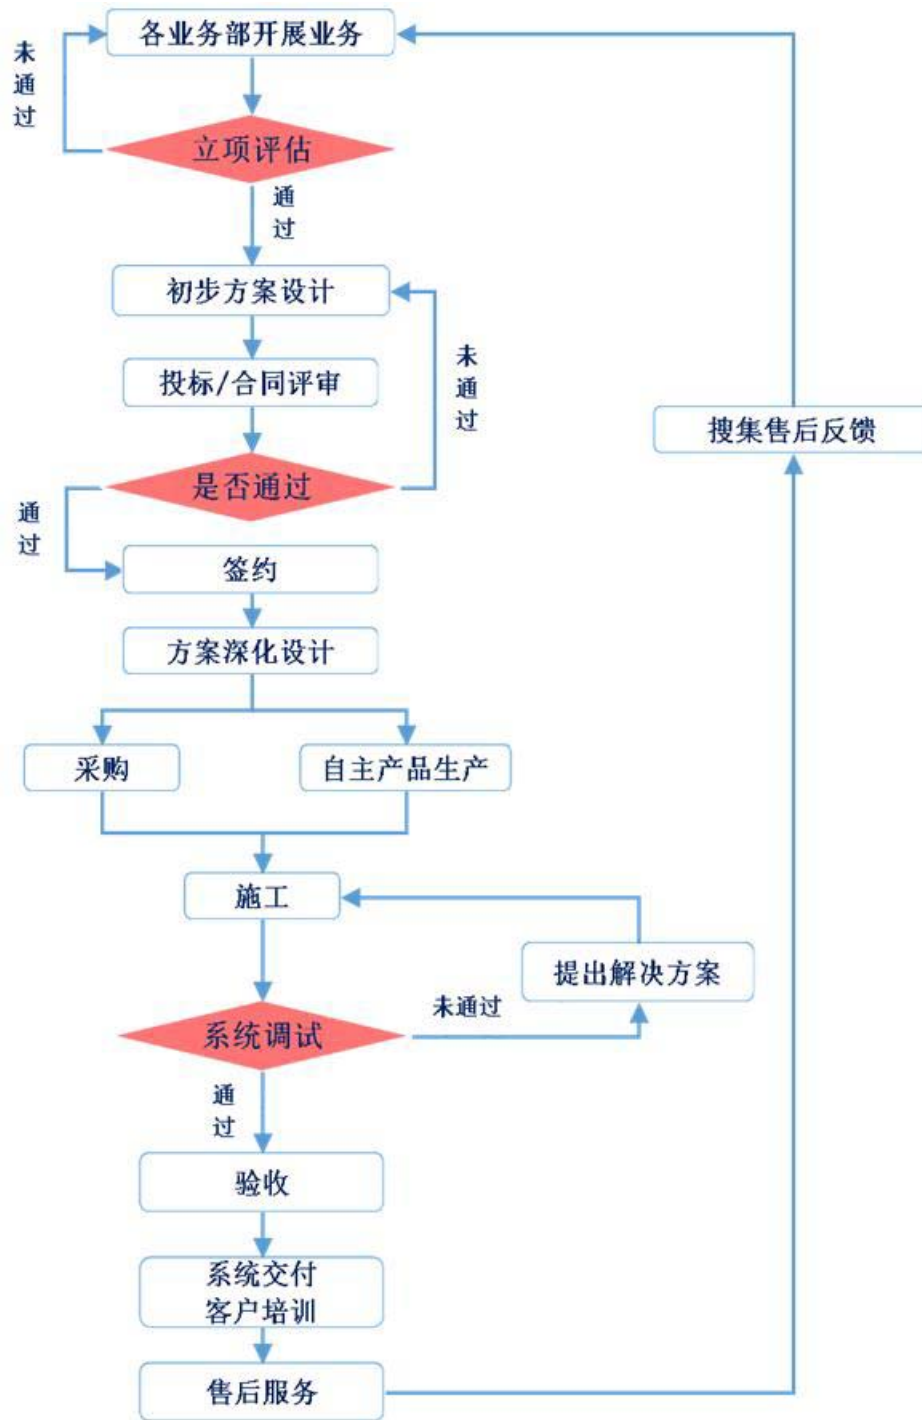 各业务部开展业务
未通过
立项评估
通过
初步方案设计
投标/合同评审
未通过
是否通过
通过
签约
方案深化设计
采购
自主产品生产
施工
提出解决方案
未通过
系统调试
通过
验收
系统交付
客户培训
售后服务
搜集售后反馈